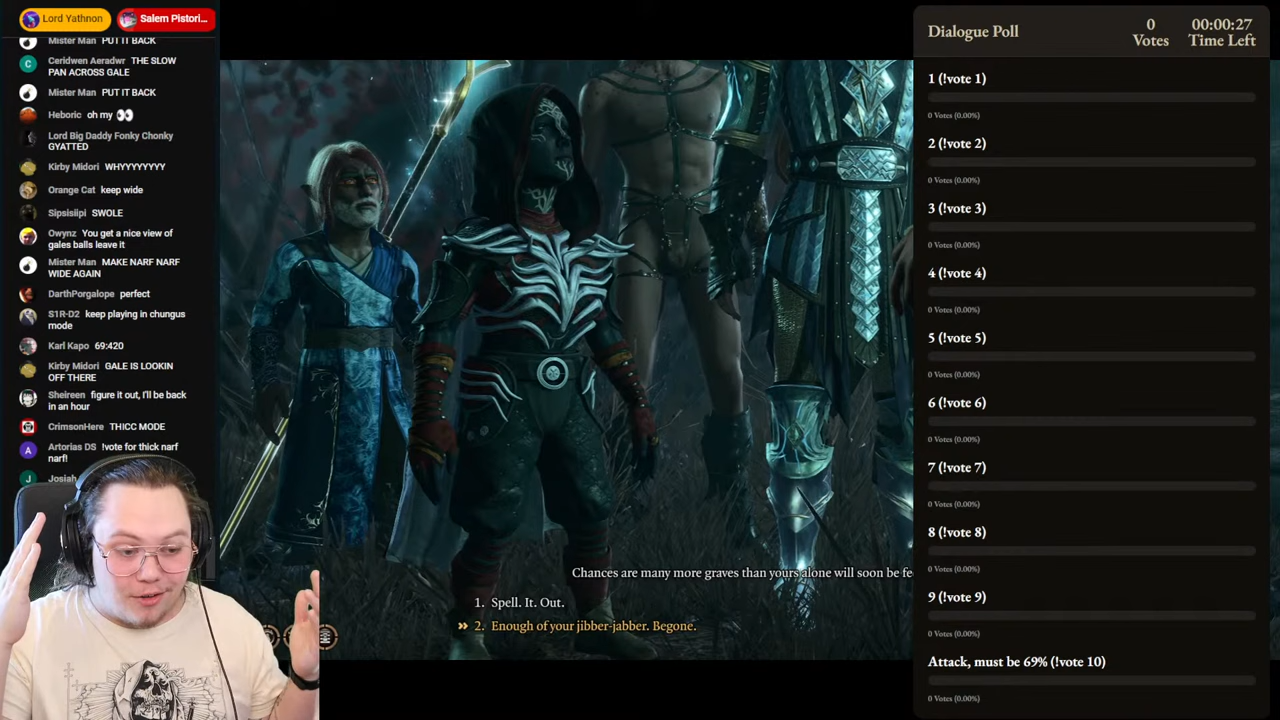 Lord Yathnon
Salem Pistori...
Mister Man PUT IT BACK
Ceridwen Aeradwr THE SLOW
PAN ACROSS GALE
Mister Man PUT IT BACK
Heboric oh my 👀
Lord Big Daddy Fonky Chonky
GYATTED
Kirby Midori WHYYYYYYY
Orange Cat keep wide
Sipsisiipi SWOLE
Owynz You get a nice view of
gales balls leave it
Mister Man MAKE NARF NARF
WIDE AGAIN
DarthPorgalope perfect
S1R-D2 keep playing in chungus
mode
Karl Kapo 69:420
Kirby Midori GALE IS LOOKIN
OFF THERE
Sheireen figure it out, I'll be back
in an hour
CrimsonHere THICC MODE
Artorias DS !vote for thick narf
narf!
Josiah
Chances are many more graves than yours alone will soon be fe
1. Spell. It. Out.
2. Enough of your jibber-jabber. Begone.
Dialogue Poll
0
Votes
00:00:27
Time Left
1 (!vote 1)
0 Votes (0.00%)
2 (!vote 2)
0 Votes (0.00%)
3 (!vote 3)
0 Votes (0.00%)
4 (!vote 4)
0 Votes (0.00%)
5 (!vote 5)
0 Votes (0.00%)
6 (!vote 6)
0 Votes (0.00%)
7 (!vote 7)
0 Votes (0.00%)
8 (!vote 8)
0 Votes (0.00%)
9 (!vote 9)
0 Votes (0.00%)
Attack, must be 69% (!vote 10)
0 Votes (0.00%)